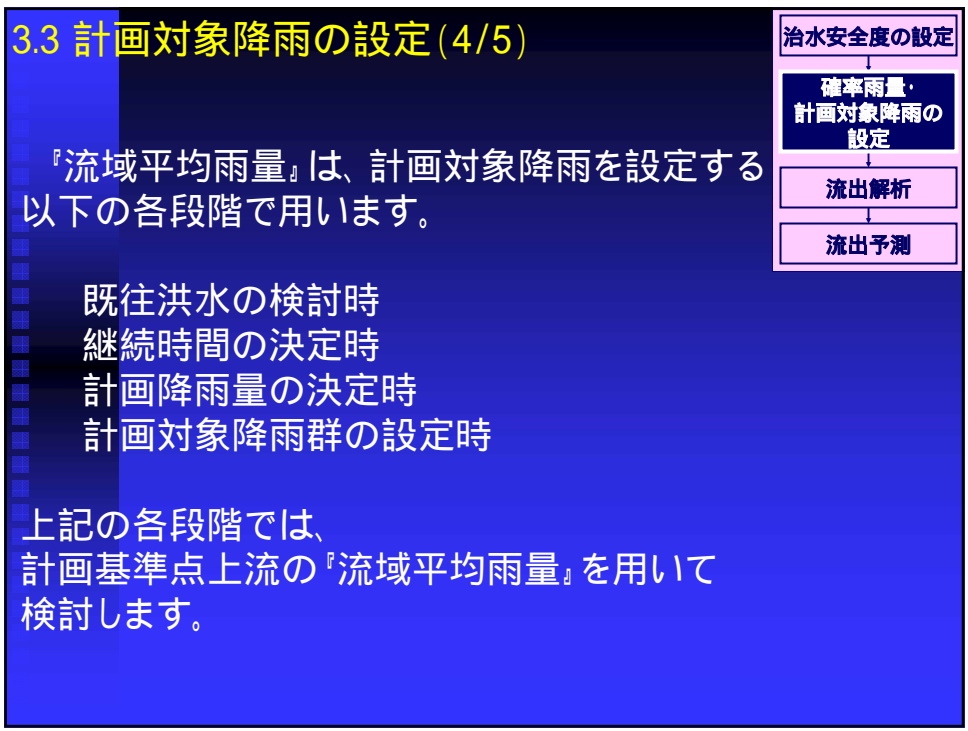 3.3 計画対象降雨の設定(4/5)
治水安全度の設定
確率雨量・
計画対象降雨の
設定
流出解析
流出予測
『流域平均雨量』は、計画対象降雨を設定する
以下の各段階で用います。
既往洪水の検討時
継続時間の決定時
計画降雨量の決定時
計画対象降雨群の設定時
上記の各段階では、
計画基準点上流の『流域平均雨量』を用いて
検討します。